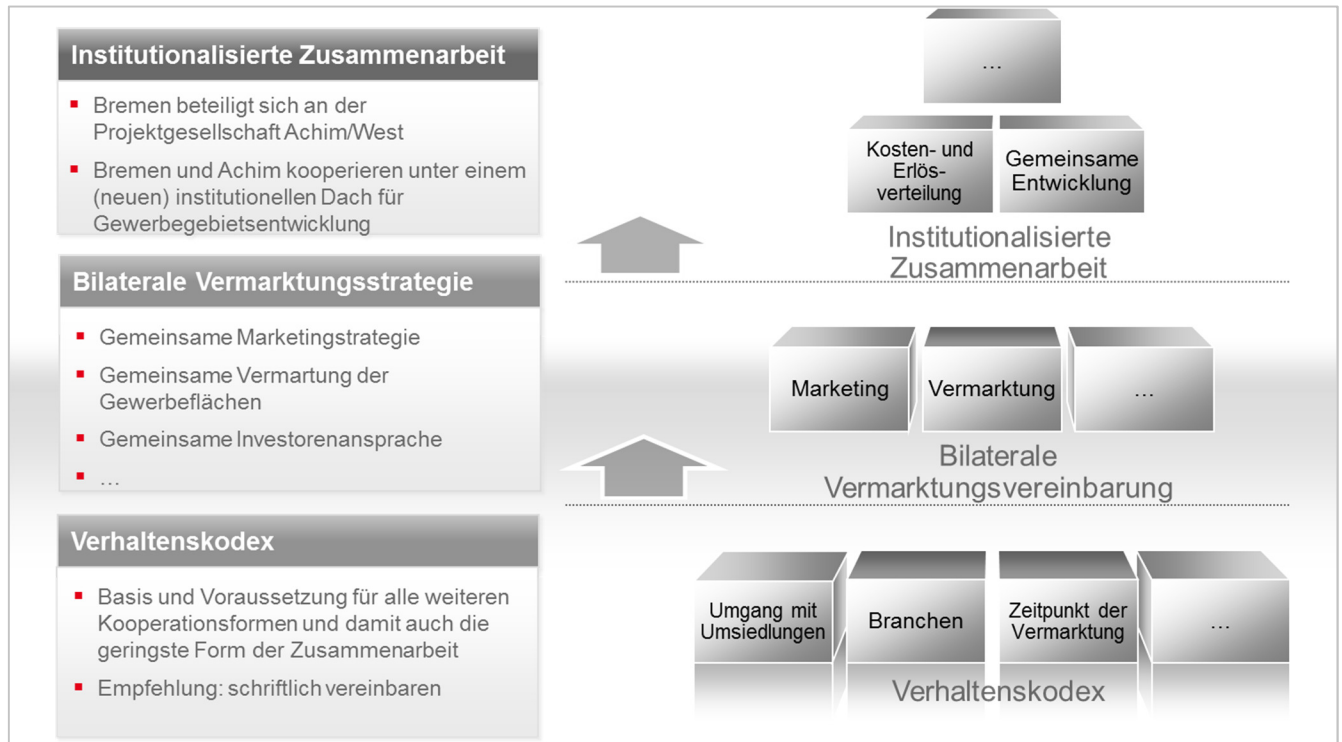 Institutionalisierte Zusammenarbeit
▪ Bremen beteiligt sich an der
Projektgesellschaft Achim/West
▪ Bremen und Achim kooperieren unter einem
(neuen) institutionellen Dach für
Gewerbegebietsentwicklung
Bilaterale Vermarktungsstrategie
▪ Gemeinsame Marketingstrategie
▪ Gemeinsame Vermartung der
Gewerbeflächen
▪ Gemeinsame Investorenansprache
▪ …
Verhaltenskodex
▪ Basis und Voraussetzung für alle weiteren
Kooperationsformen und damit auch die
geringste Form der Zusammenarbeit
▪ Empfehlung: schriftlich vereinbaren
…
Kosten- und
Erlös-
verteilung
Gemeinsame
Entwicklung
Institutionalisierte
Zusammenarbeit
Marketing
Vermarktung
…
Bilaterale
Vermarktungsvereinbarung
Umgang mit
Umsiedlungen
Branchen
Zeitpunkt der
Vermarktung
…
Verhaltenskodex